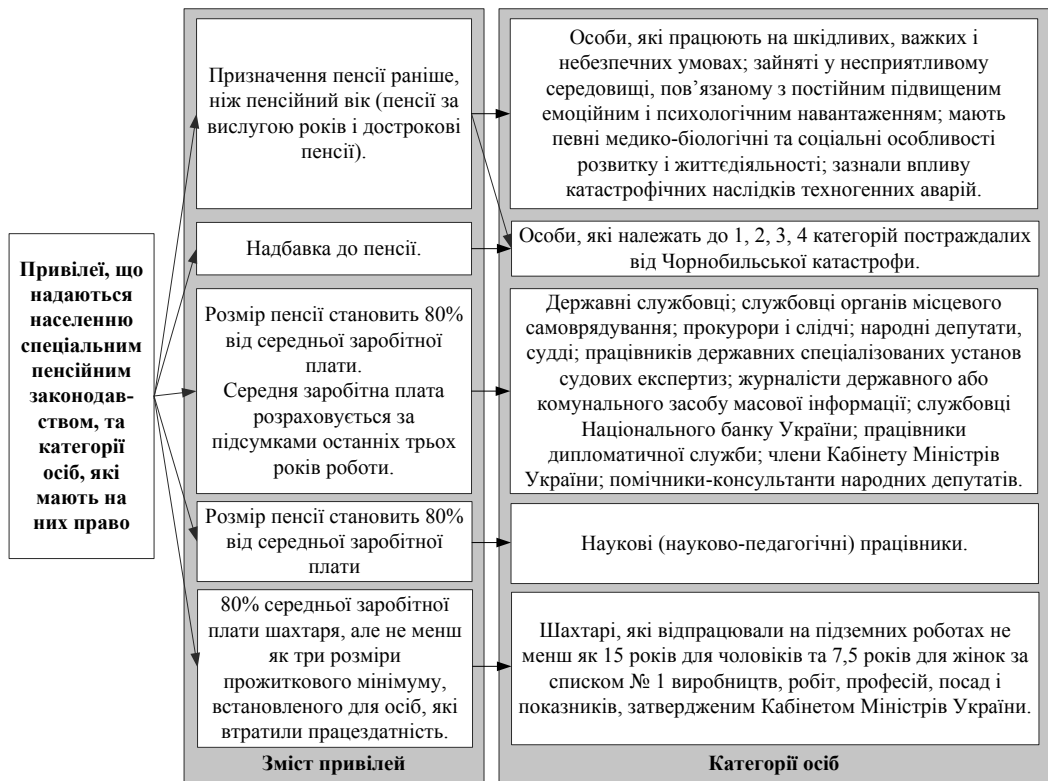 Привілеї, що
надаються
населенню
спеціальним
пенсійним
законодав-
ством, та
категорії
осіб, які
мають на
них право
Призначення пенсії раніше,
ніж пенсійний вік (пенсії за
вислугою років і дострокові
пенсії).
Надбавка до пенсії.
Розмір пенсії становить 80%
від середньої заробітної
плати.
Середня заробітна плата
розраховується за
підсумками останніх трьох
років роботи.
Розмір пенсії становить 80%
від середньої заробітної
плати
80% середньої заробітної
плати шахтаря, але не менш
як три розміри
прожиткового мінімуму,
встановленого для осіб, які
втратили працездатність.
Зміст привілей
Особи, які працюють на шкідливих, важких і
небезпечних умовах; зайняті у несприятливому
середовищі, пов’язаному з постійним підвищеним
емоційним і психологічним навантаженням; мають
певні медико-біологічні та соціальні особливості
розвитку і життєдіяльності; зазнали впливу
катастрофічних наслідків техногенних аварій.
Особи, які належать до 1, 2, 3, 4 категорій постраждалих
від Чорнобильської катастрофи.
Державні службовці; службовці органів місцевого
самоврядування; прокурори і слідчі; народні депутати,
судді; працівників державних спеціалізованих установ
судових експертиз; журналісти державного або
комунального засобу масової інформації; службовці
Національного банку України; працівники
дипломатичної служби; члени Кабінету Міністрів
України; помічники-консультанти народних депутатів.
Наукові (науково-педагогічні) працівники.
Шахтарі, які відпрацювали на підземних роботах не
менш як 15 років для чоловіків та 7,5 років для жінок за
списком № 1 виробництв, робіт, професій, посад і
показників, затвердженим Кабінетом Міністрів України.
Категорії осіб